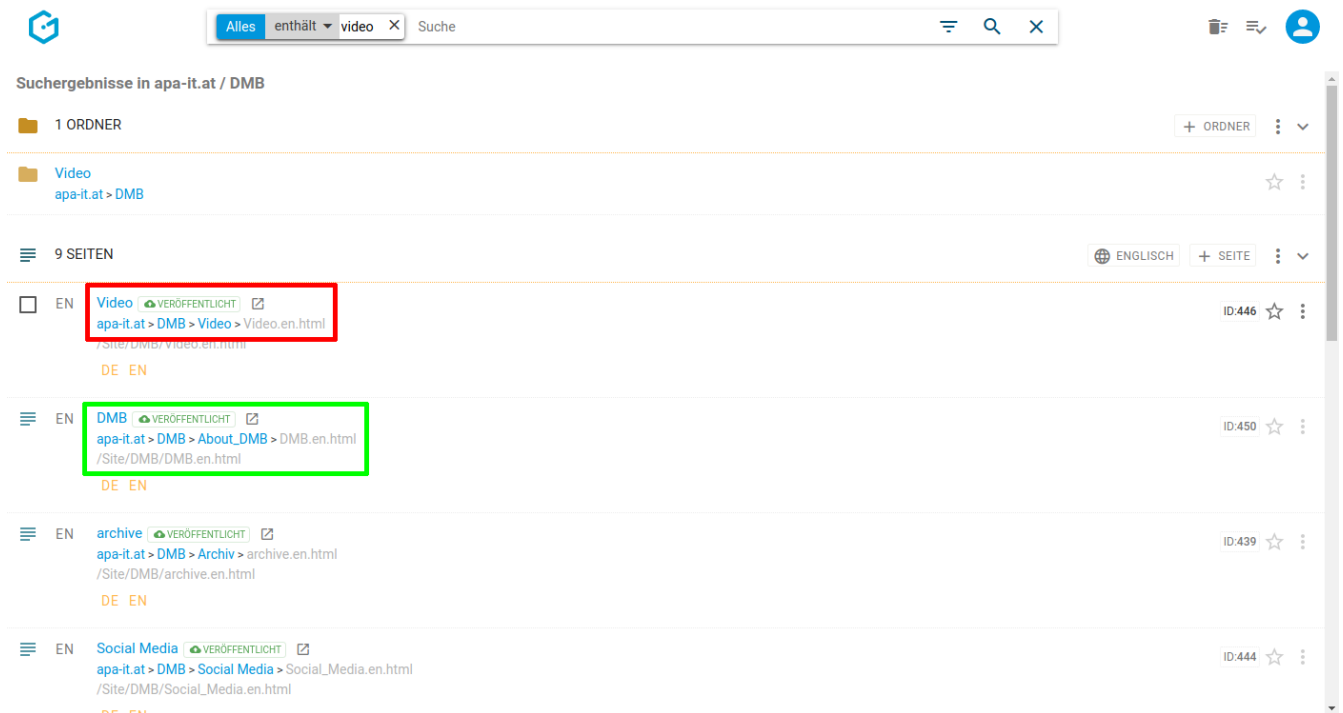 Alles enthält video Suche
Suchergebnisse in apa-it.at / DMB
1 ORDNER
+ ORDNER
Video
apa-it.at > DMB
9 SEITEN
ENGLISCH + SEITE
EN Video VERÖFFENTLICHT
ID:446
apa-it.at > DMB > Video > Video.en.html
/Site/DMB/Video.en.html
DE EN
EN DMB VERÖFFENTLICHT
ID:450
apa-it.at > DMB > About_DMB > DMB.en.html
/Site/DMB/DMB.en.html
DE EN
EN archive VERÖFFENTLICHT
ID:439
apa-it.at > DMB > Archiv > archive.en.html
/Site/DMB/archive.en.html
DE EN
EN Social Media VERÖFFENTLICHT
ID:444
apa-it.at > DMB > Social Media > Social_Media.en.html
/Site/DMB/Social_Media.en.html
DE EN